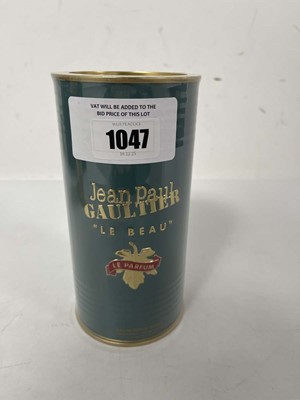 VAT WILL BE ADDED TO THE
BID PRICE OF THIS LOT
1047
Jean Paul
GAULTIER
"LE BEAU"
LE PARFUM